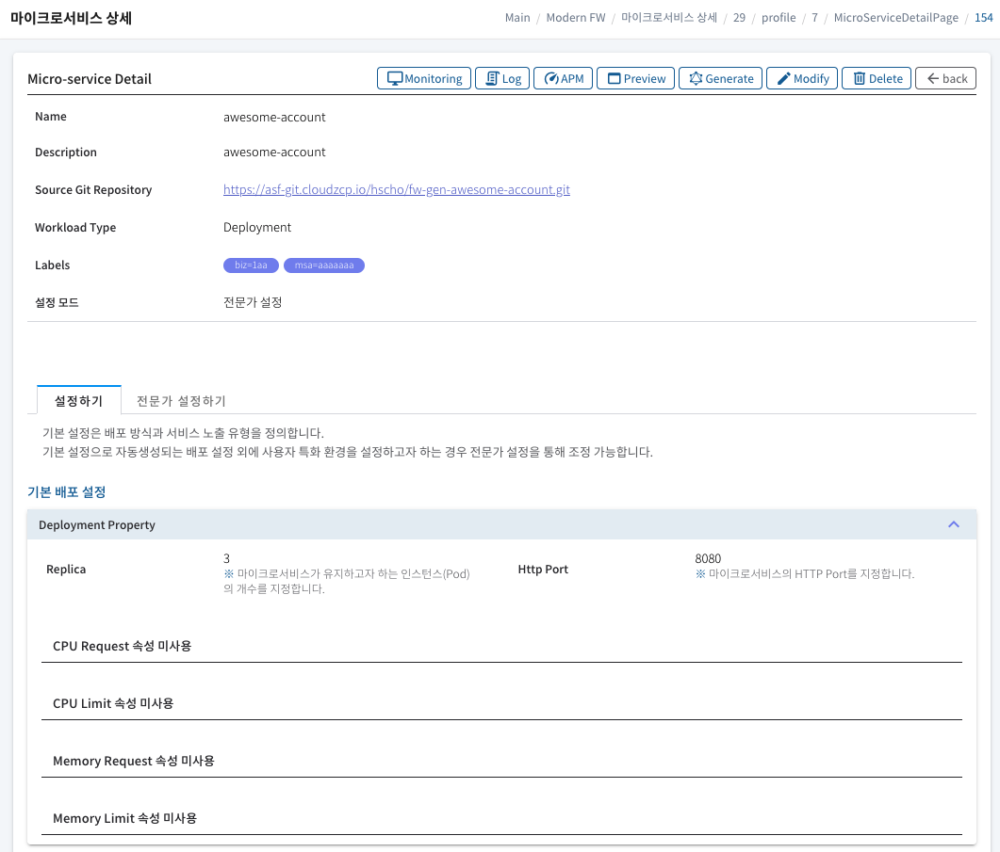 마이크로서비스 상세
Main / Modern FW / 마이크로서비스 상세 / 29 / profile / 7 / MicroServiceDetailPage / 154
Micro-service Detail
Monitoring Log APM Preview Generate Modify Delete back
Name awesome-account
Description awesome-account
Source Git Repository https://asf-git.cloudzcp.io/hscho/fw-gen-awesome-account.git
Workload Type Deployment
Labels biz=1aa msa=aaaaaaa
설정 모드 전문가 설정
설정하기 전문가 설정하기
기본 설정은 배포 방식과 서비스 노출 유형을 정의합니다.
기본 설정으로 자동생성되는 배포 설정 외에 사용자 특화 환경을 설정하고자 하는 경우 전문가 설정을 통해 조정 가능합니다.
기본 배포 설정
Deployment Property
Replica
3
※ 마이크로서비스가 유지하고자 하는 인스턴스(Pod)
의 개수를 지정합니다.
Http Port
8080
※ 마이크로서비스의 HTTP Port를 지정합니다.
CPU Request 속성 미사용
CPU Limit 속성 미사용
Memory Request 속성 미사용
Memory Limit 속성 미사용